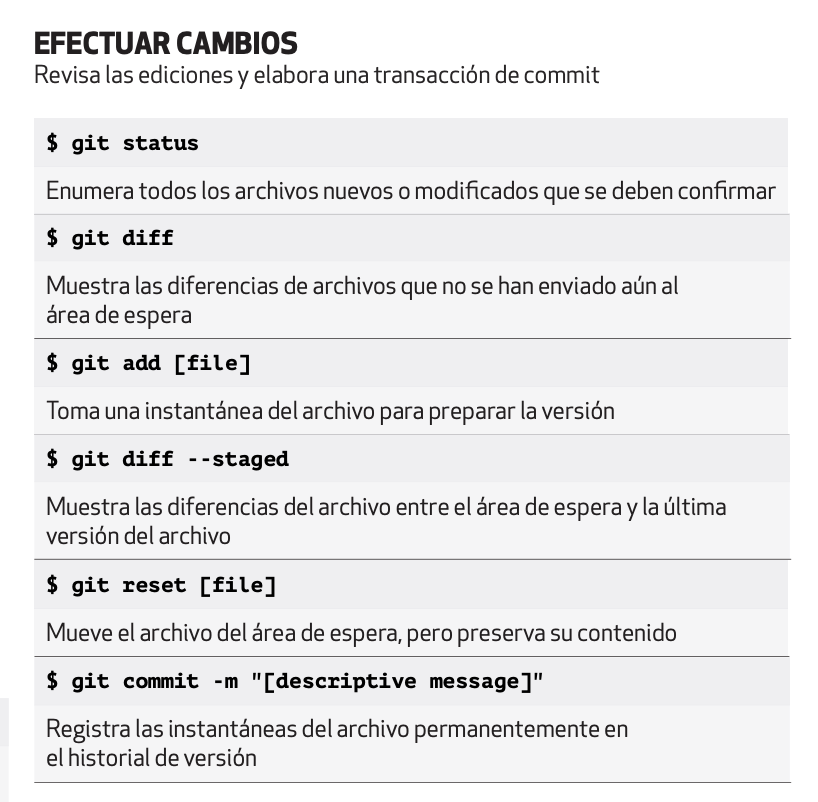 EFECTUAR CAMBIOS
Revisa las ediciones y elabora una transacción de commit
$ git status
Enumera todos los archivos nuevos o modificados que se deben confirmar
$ git diff
Muestra las diferencias de archivos que no se han enviado aún al
área de espera
$ git add [file]
Toma una instantánea del archivo para preparar la versión
$ git diff --staged
Muestra las diferencias del archivo entre el área de espera y la última
versión del archivo
$ git reset [file]
Mueve el archivo del área de espera, pero preserva su contenido
$ git commit -m "[descriptive message]"
Registra las instantáneas del archivo permanentemente en
el historial de versión